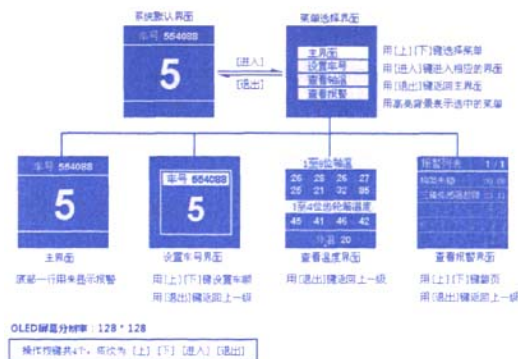 系统默认界面
菜单选择界面
车号 554088
5
[进入]
[退出]
主界面
设置车号
查看轴温
查看报警
用[上][下]键选择菜单
用[进入]键进入相应的界面
用[退出]键返回主界面
用高亮背景表示选中的菜单
车号 554088
5
主界面
底部一行用来显示报警
车号 554088
5
设置车号界面
用[上][下]键设置车号
用[退出]键返回上一级
1至8位轴温
26 28 26 27
28 21 32 85
1至4位齿轮箱温度
45 41 46 42
20
查看温度界面
用[退出]键返回上一级
报警列表 1 / 1
查看报警界面
用[上][下]键翻页
用[退出]键返回上一级
OLED屏幕分辨率：128 * 128
操作按键共4个，依次为 [上] [下] [进入] [退出]